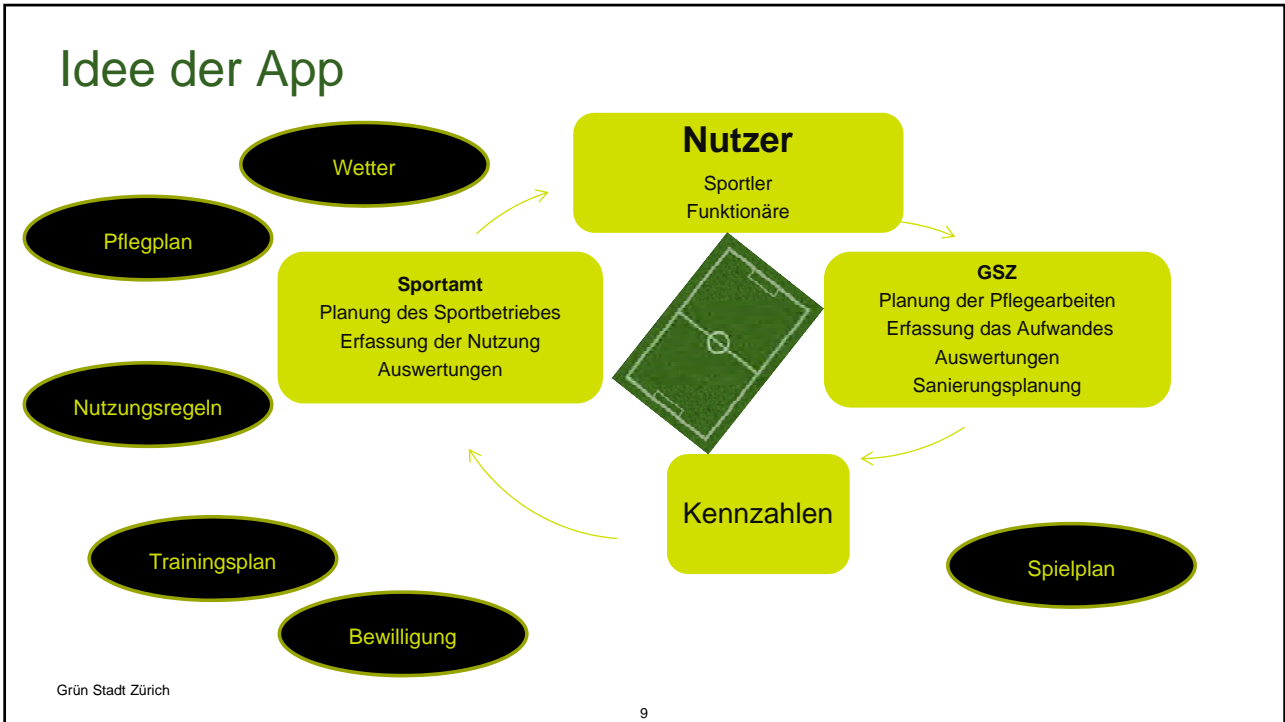 Idee der App
Wetter
Pflegplan
Nutzungsregeln
Trainingsplan
Bewilligung
Nutzer
Sportler
Funktionäre
Sportamt
Planung des Sportbetriebes
Erfassung der Nutzung
Auswertungen
GSZ
Planung der Pflegearbeiten
Erfassung das Aufwandes
Auswertungen
Sanierungsplanung
Kennzahlen
Spielplan
Grün Stadt Zürich
9